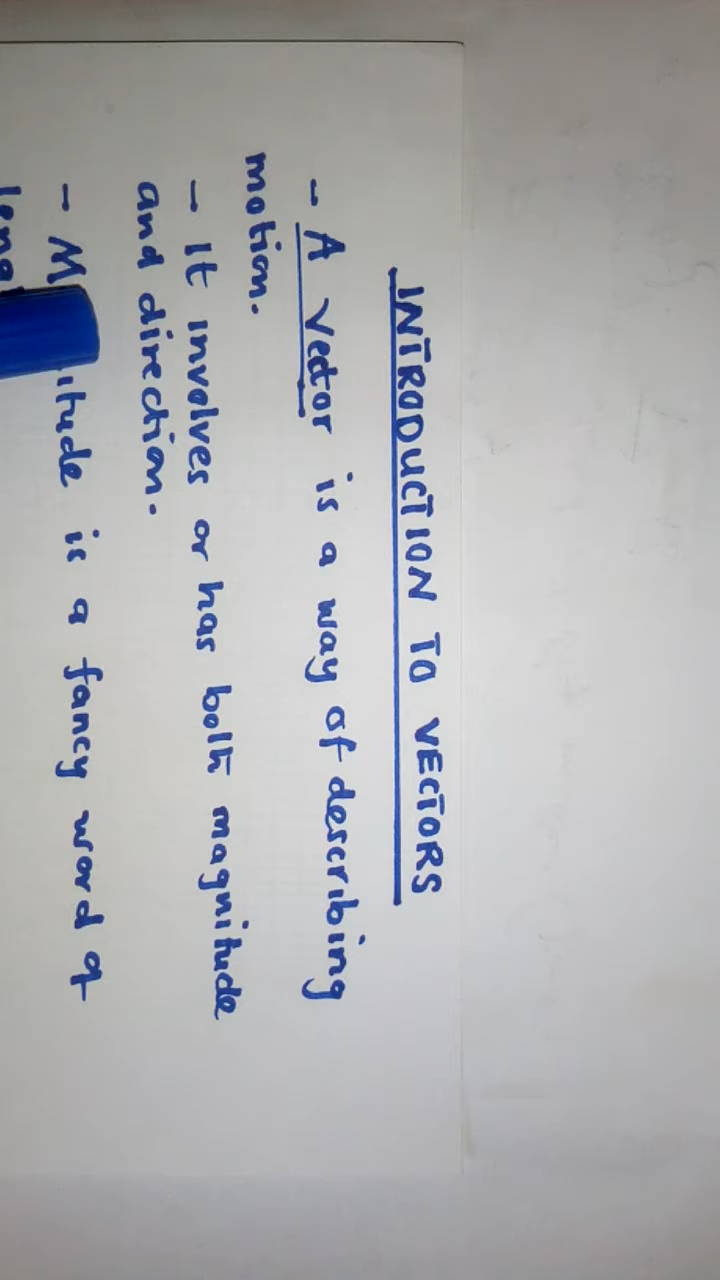 INTRODUCTION TO VECTORS
- A vector is a way of describing
motion.
- It involves or has both magnitude
and direction.
- M itude is a fancy word of
leng